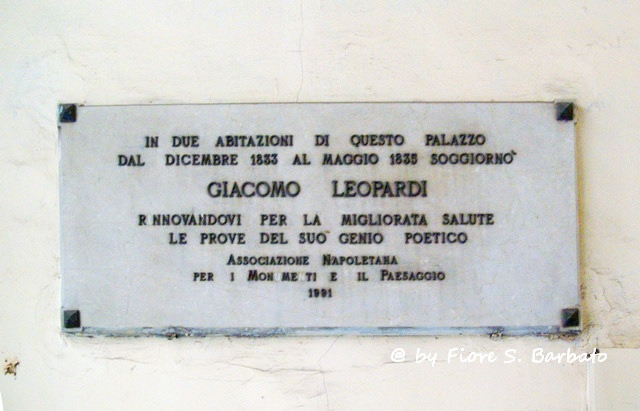 IN DUE ABITAZIONI DI QUESTO PALAZZO
DAL DICEMBRE 1833 AL MAGGIO 1835 SOGGIORNO'
GIACOMO LEOPARDI
R NNOVANDOVI PER LA MIGLIORATA SALUTE
LE PROVE DEL SUO GENIO POETICO
ASSOCIAZIONE NAPOLETANA
PER I MON ME TI E IL PAESAGGIO
1991
@ by Fiore S. Barbato